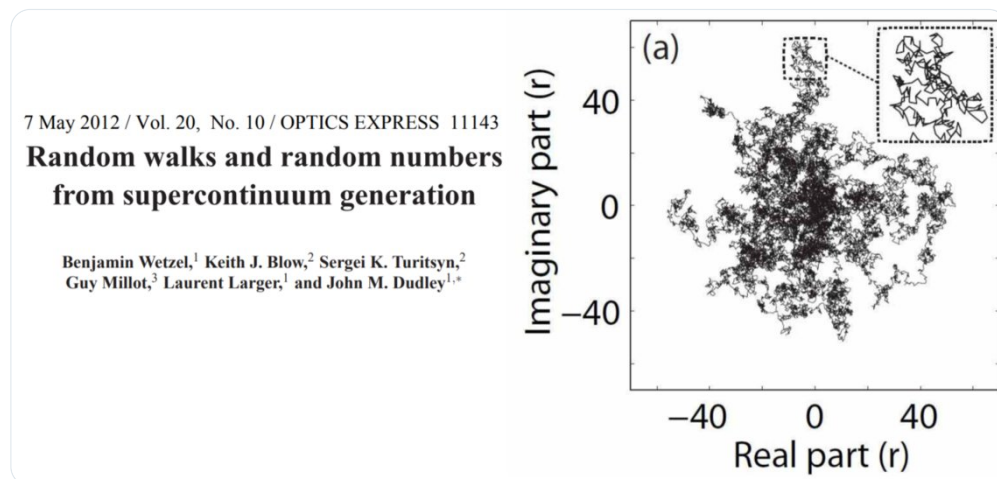 7 May 2012 / Vol. 20, No. 10 / OPTICS EXPRESS 11143
Random walks and random numbers
from supercontinuum generation
Benjamin Wetzel,¹ Keith J. Blow,² Sergei K. Turitsyn,²
Guy Millot,³ Laurent Larger,¹ and John M. Dudley¹,*
(a)
Imaginary part (r)
40
0
−40
−40 0 40
Real part (r)